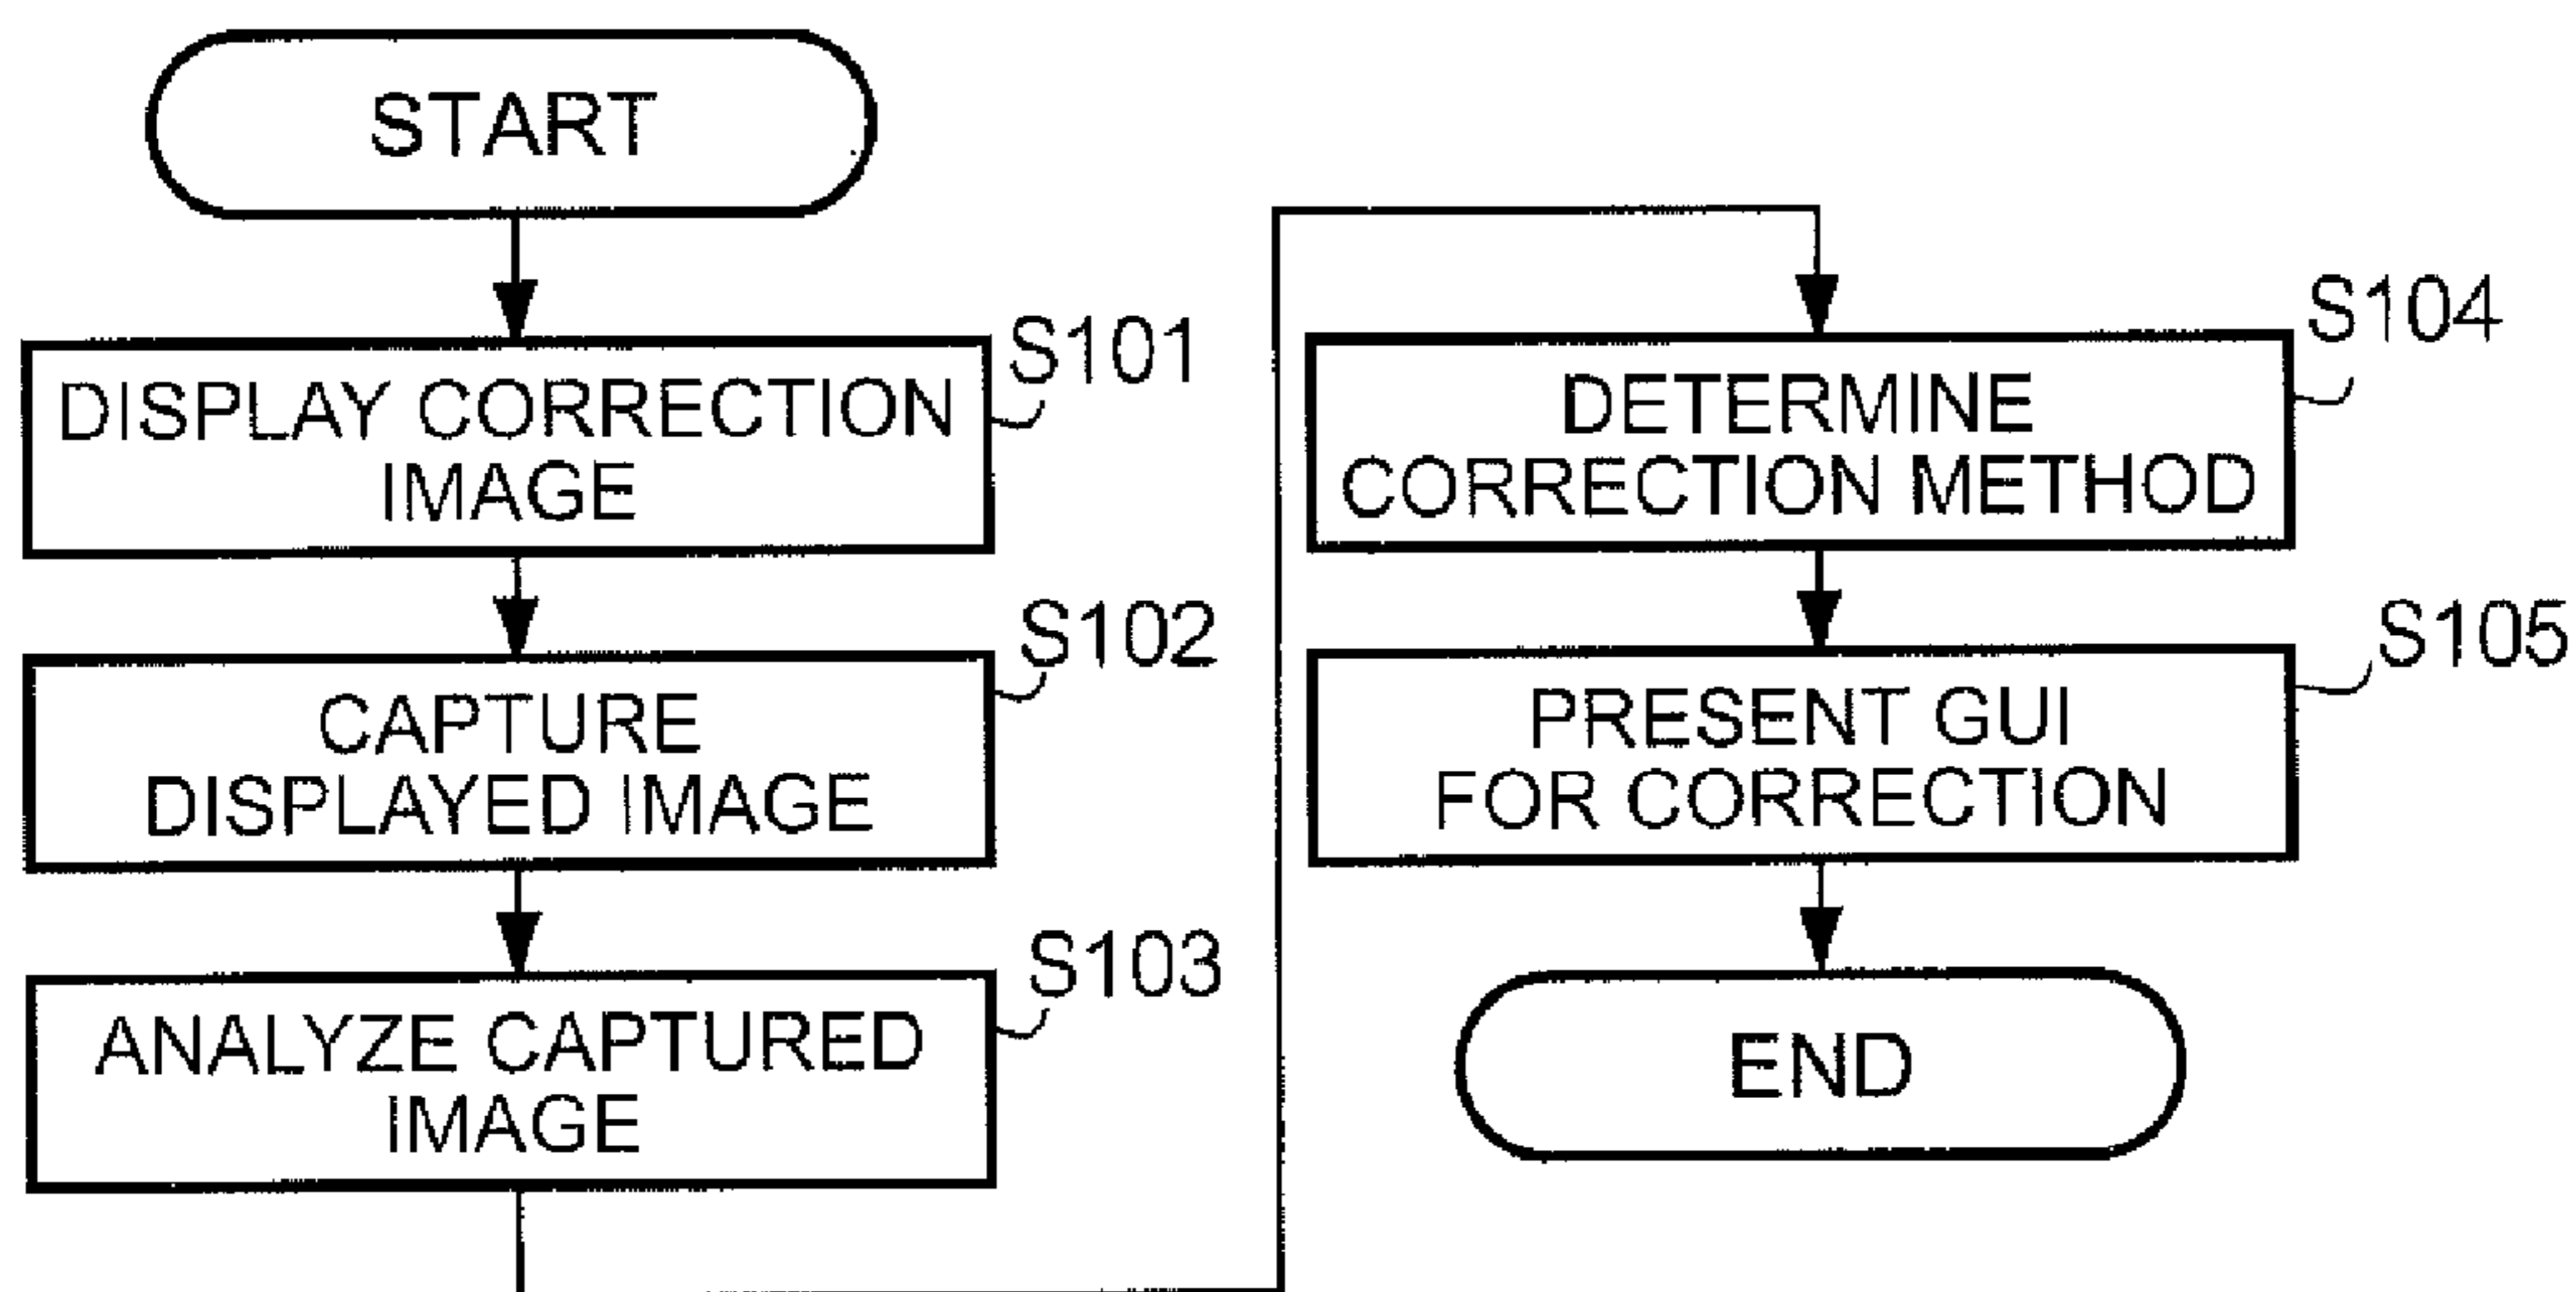 START
S101
DISPLAY CORRECTION
IMAGE
S102
CAPTURE
DISPLAYED IMAGE
S103
ANALYZE CAPTURED
IMAGE
S104
DETERMINE
CORRECTION METHOD
S105
PRESENT GUI
FOR CORRECTION
END